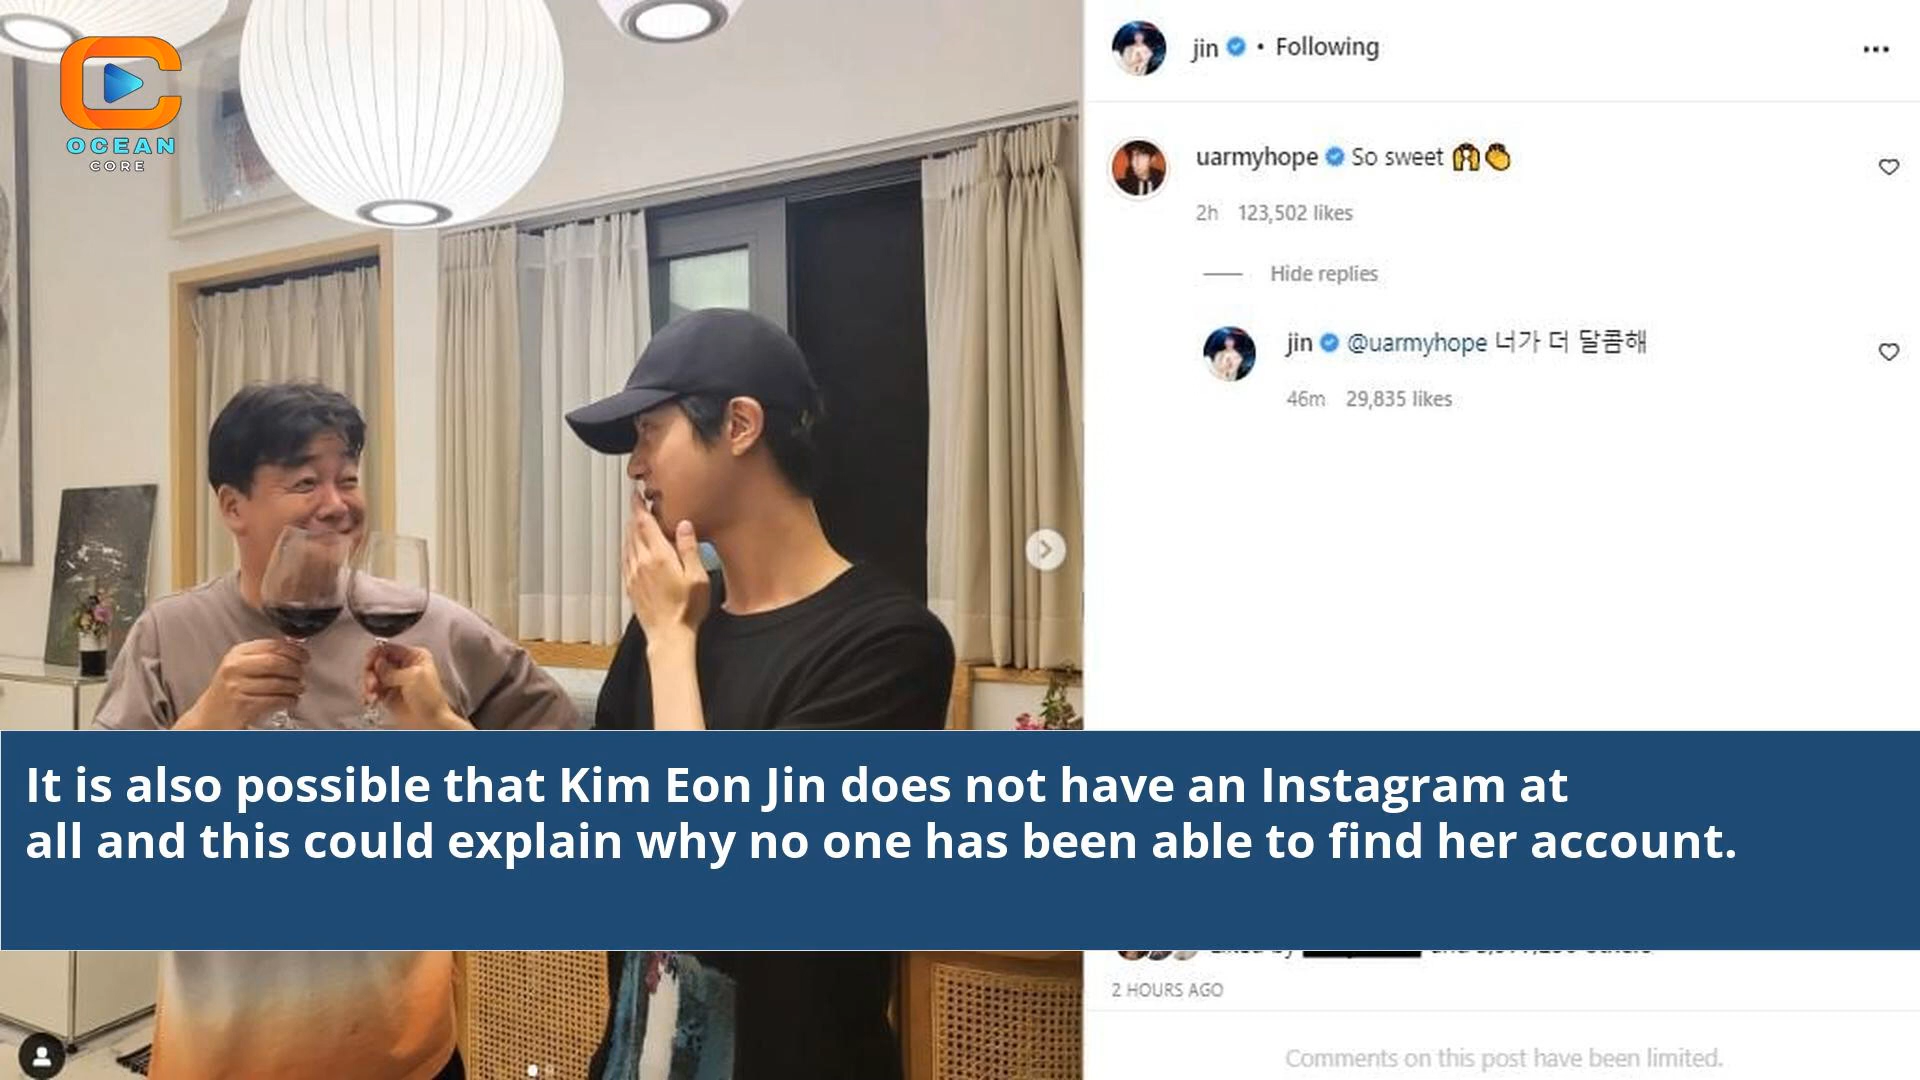 OCEAN
CORE
jin • Following
uarmyhope So sweet
2h 123,502 likes
Hide replies
jin @uarmyhope 너가 더 달콤해
46m 29,835 likes
It is also possible that Kim Eon Jin does not have an Instagram at
all and this could explain why no one has been able to find her account.
2 HOURS AGO
Comments on this post have been limited.